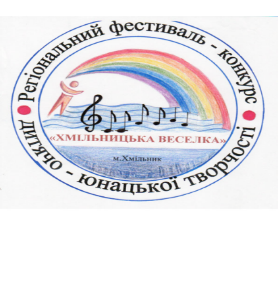 Регіональний фестиваль - конкурс
«ХМІЛЬНИЦЬКА ВЕСЕЛКА»
м.Хмільник
дитячо - юнацької творчості